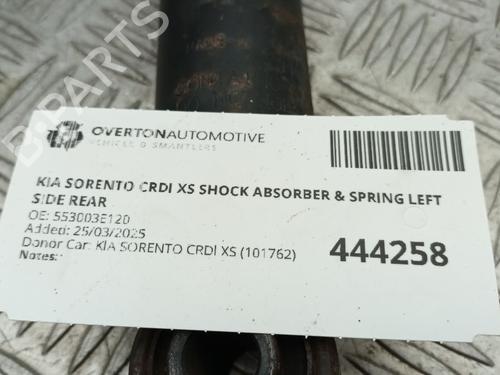 B-PARTS
OVERTONAUTOMOTIVE
VEHICLE DISMANTLERS
KIA SORENTO CRDI XS SHOCK ABSORBER & SPRING LEFT
SIDE REAR
OE: 553003E120
Added: 25/03/2025
Donor Car: KIA SORENTO CRDI XS (101762)
Notes:
444258